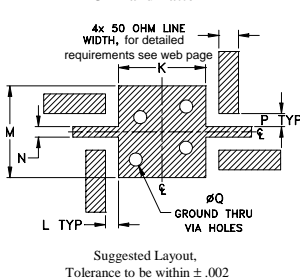 4x 50 OHM LINE
WIDTH, for detailed
requirements see web page
K
M
N
P TYP
℄
℄
L TYP
øQ
GROUND THRU
VIA HOLES
Suggested Layout,
Tolerance to be within ± .002